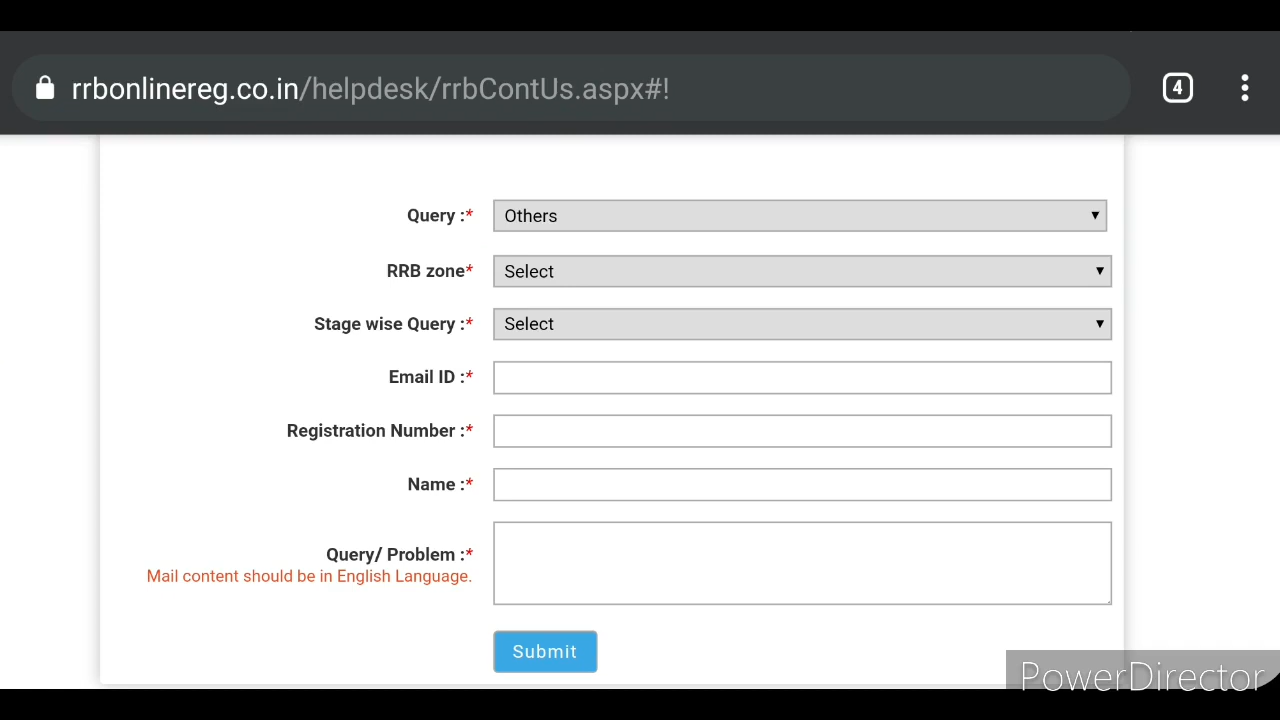 rrbonlinereg.co.in/helpdesk/rrbContUs.aspx#!
4
Query :* Others
RRB zone* Select
Stage wise Query :* Select
Email ID :*
Registration Number :*
Name :*
Query/ Problem :*
Mail content should be in English Language.
Submit
PowerDirector